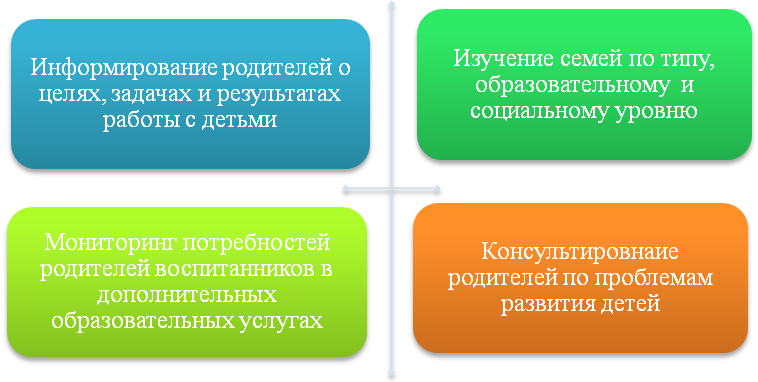 Информирование родителей о
целях, задачах и результатах
работы с детьми
Изучение семей по типу,
образовательному и
социальному уровню
Мониторинг потребностей
родителей воспитанников в
дополнительных
образовательных услугах
Консультировнаие
родителей по проблемам
развития детей